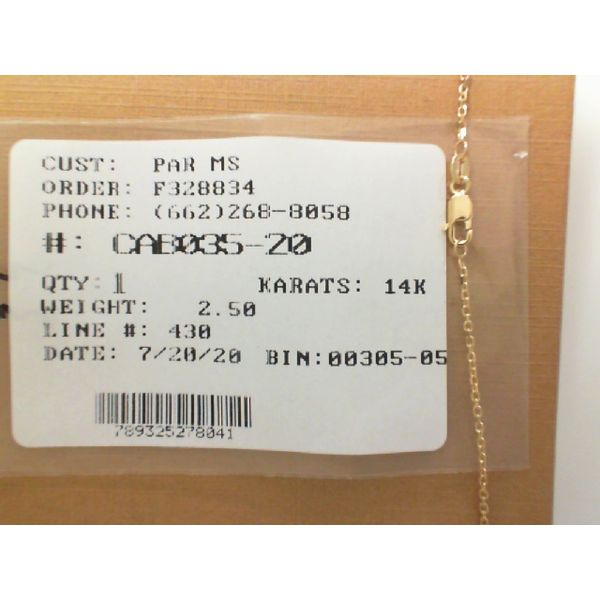 CUST: PAR MS
ORDER: F328834
PHONE: (662)268-8058
#: CAB035-20
QTY: 1 KARATS: 14K
WEIGHT: 2.50
LINE #: 430
DATE: 7/20/20 BIN:00305-05
789325278041